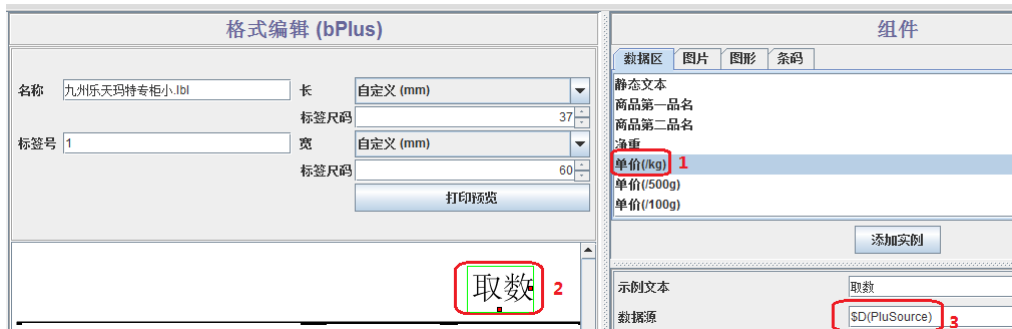 格式编辑 (bPlus)
名称
九州乐天玛特专柜小.lbl
长
自定义 (mm)
标签尺码
37
标签号
1
宽
自定义 (mm)
标签尺码
60
打印预览
取数
2
组件
数据区
图片
图形
条码
静态文本
商品第一品名
商品第二品名
净重
单价(/kg)
1
单价(/500g)
单价(/100g)
添加实例
示例文本
取数
数据源
$D(PluSource)
3